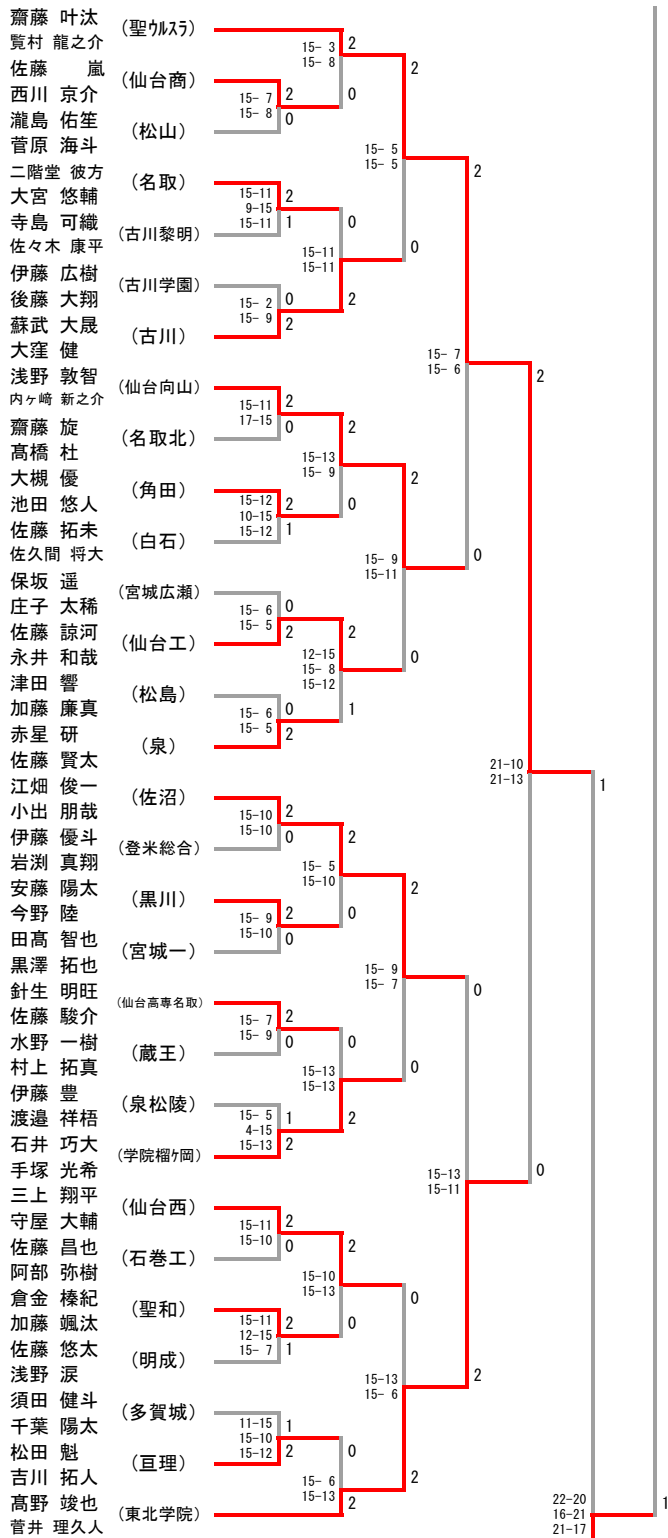 齋藤 叶汰
覧村 龍之介
(聖ウルスラ)
佐藤 嵐
西川 京介
(仙台商)
瀧島 佑笙
菅原 海斗
(松山)
二階堂 彼方
大宮 悠輔
(名取)
寺島 可織
佐々木 康平
(古川黎明)
伊藤 広樹
後藤 大翔
(古川学園)
蘇武 大晟
大窪 健
(古川)
浅野 敦智
内ヶ崎 新之介
(仙台向山)
齋藤 旋
髙橋 杜
(名取北)
大槻 優
池田 悠人
(角田)
佐藤 拓未
佐久間 将大
(白石)
保坂 遥
庄子 太稀
(宮城広瀬)
佐藤 諒河
永井 和哉
(仙台工)
津田 響
加藤 廉真
(松島)
赤星 研
佐藤 賢太
(泉)
江畑 俊一
小出 朋哉
(佐沼)
伊藤 優斗
岩渕 真翔
(登米総合)
安藤 陽太
今野 陸
(黒川)
田髙 智也
黒澤 拓也
(宮城一)
針生 明旺
佐藤 駿介
(仙台高専名取)
水野 一樹
村上 拓真
(蔵王)
伊藤 豊
渡邉 祥梧
(泉松陵)
石井 巧大
手塚 光希
(学院榴ケ岡)
三上 翔平
守屋 大輔
(仙台西)
佐藤 昌也
阿部 弥樹
(石巻工)
倉金 榛紀
加藤 颯汰
(聖和)
佐藤 悠太
浅野 涙
(明成)
須田 健斗
千葉 陽太
(多賀城)
松田 魁
吉川 拓人
(亘理)
髙野 竣也
菅井 理久人
(東北学院)
15- 7
15- 8
2
0
15-11
9-15
15-11
2
1
15- 2
15- 9
0
2
15-11
17-15
2
0
15-12
10-15
15-12
2
1
15- 6
15- 5
0
2
15- 6
15- 5
0
2
15-10
15-10
2
0
15- 9
15-10
2
0
15- 7
15- 9
2
0
15- 5
4-15
15-13
1
2
15-11
15-10
2
0
15-11
12-15
15- 7
2
1
11-15
15-10
15-12
1
2
15- 3
15- 8
2
0
15-11
15-11
0
2
15-13
15- 9
2
0
12-15
15- 8
15-12
2
1
15- 5
15-10
2
0
15-13
15-13
0
2
15-10
15-13
2
0
15- 6
15-13
0
2
15- 5
15- 5
2
0
15- 9
15-11
2
0
15- 9
15- 7
2
0
15-13
15- 6
0
2
15- 7
15- 6
2
0
15-13
15-11
0
2
21-10
21-13
2
0
22-20
16-21
21-17
1
1